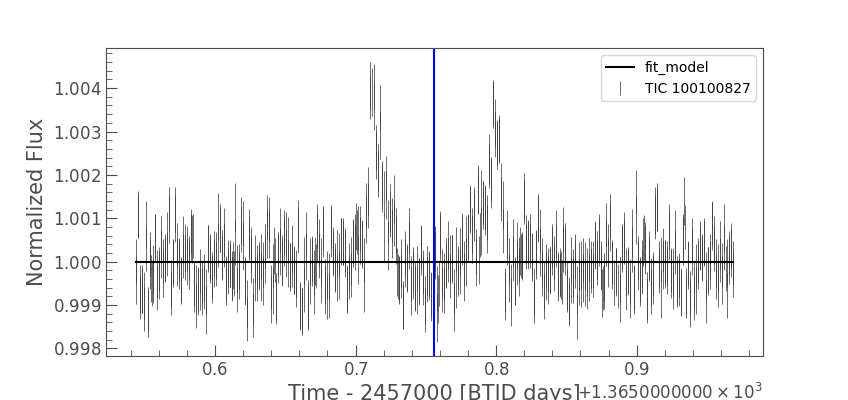 fit_model
TIC 100100827
Normalized Flux
1.004
1.003
1.002
1.001
1.000
0.999
0.998
0.6 0.7 0.8 0.9
Time - 2457000 [BTJD days]
+1.3650000000 × 10³